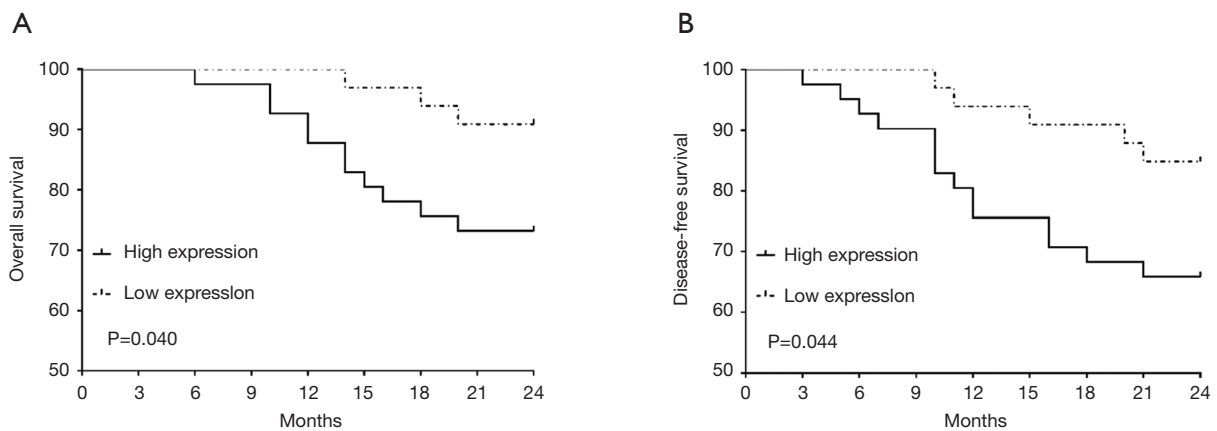 A
100
90
80
70
60
50
Overall survival
High expression
Low expression
P=0.040
0 3 6 9 12 15 18 21 24
Months
B
100
90
80
70
60
50
Disease-free survival
High expression
Low expression
P=0.044
0 3 6 9 12 15 18 21 24
Months